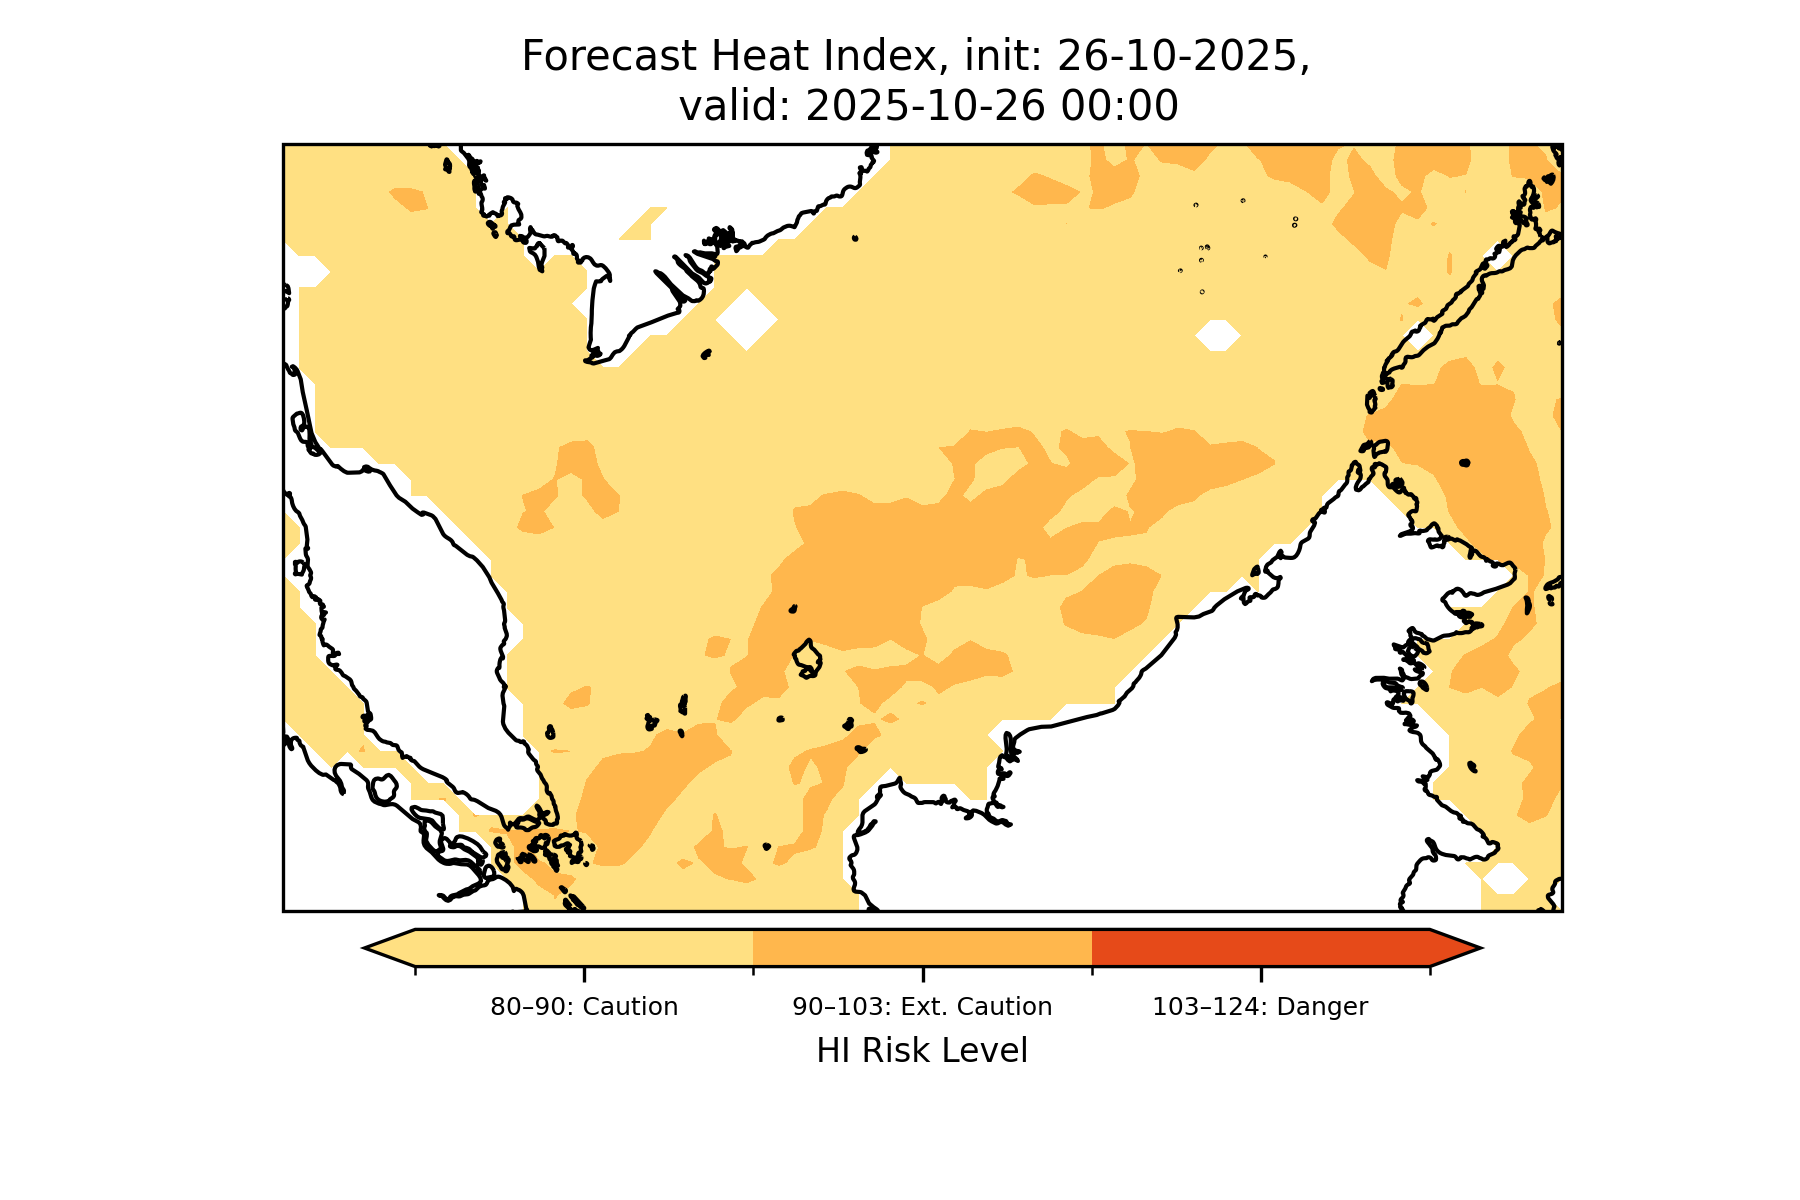 Forecast Heat Index, init: 26-10-2025,
valid: 2025-10-26 00:00
80–90: Caution
90–103: Ext. Caution
103–124: Danger
HI Risk Level